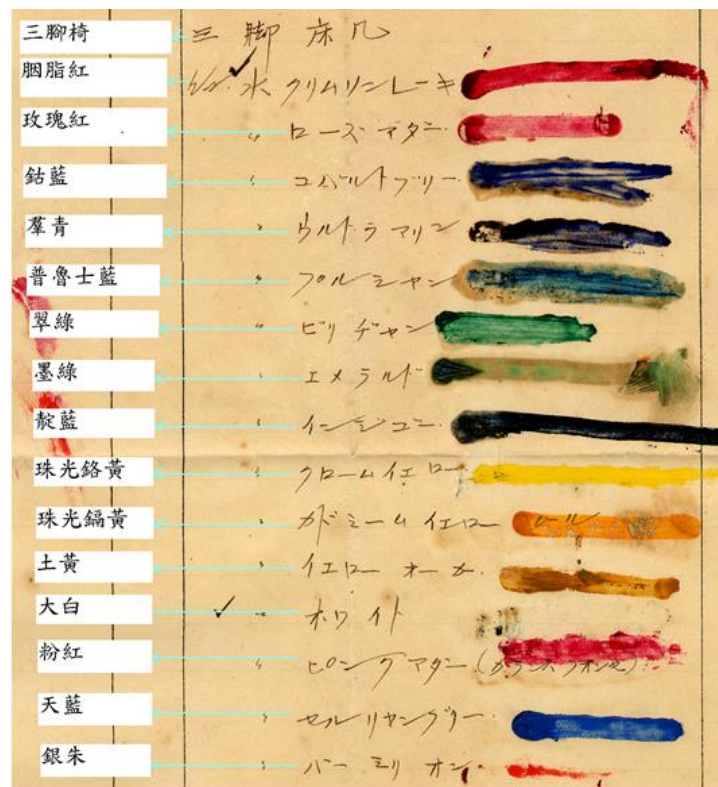 三腳椅 三脚床几
胭脂紅 水 クリムソンレーキ
玫瑰紅 〃 ローズマダー
鈷藍 〃 コバルトブリー
羣青 〃 ウルトラマリン
普魯士藍 〃 プルシャン
翠綠 〃 ビリヂャン
墨綠 〃 エメラルド
靛藍 〃 インジコー
珠光鉻黃 〃 クロームイエロー
珠光鎘黃 〃 カドミームイエロー
土黃 〃 イエローオーカ
大白 〃 ホワイト
粉紅 〃 ピンクマダー
天藍 〃 セルリヤンブリー
銀朱 〃 バーミリオン